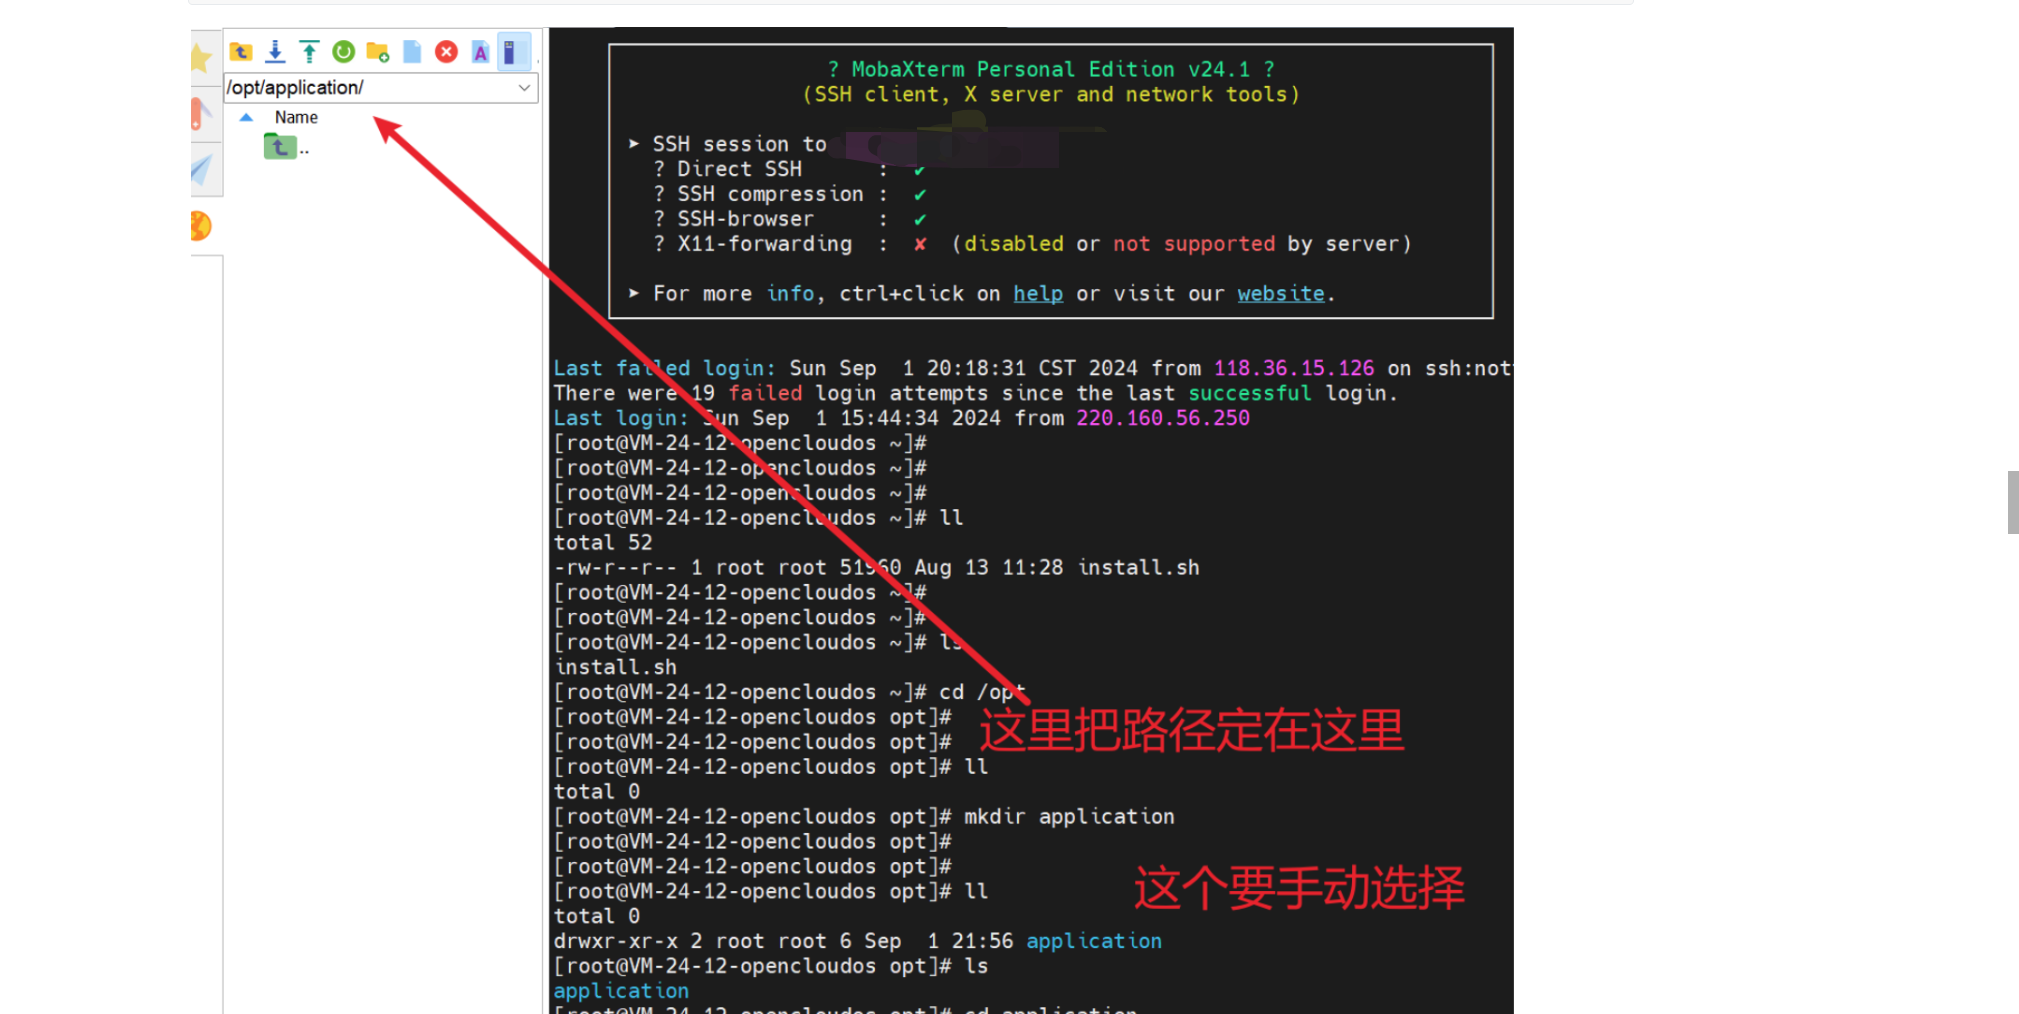 /opt/application/
Name
..
? MobaXterm Personal Edition v24.1 ?
(SSH client, X server and network tools)
➤ SSH session to
? Direct SSH : ✔
? SSH compression : ✔
? SSH-browser : ✔
? X11-forwarding : ✘ (disabled or not supported by server)
➤ For more info, ctrl+click on help or visit our website.
Last failed login: Sun Sep 1 20:18:31 CST 2024 from 118.36.15.126 on ssh:not
There were 19 failed login attempts since the last successful login.
Last login: Sun Sep 1 15:44:34 2024 from 220.160.56.250
[root@VM-24-12-opencloudos ~]#
[root@VM-24-12-opencloudos ~]#
[root@VM-24-12-opencloudos ~]#
[root@VM-24-12-opencloudos ~]# ll
total 52
-rw-r--r-- 1 root root 51960 Aug 13 11:28 install.sh
[root@VM-24-12-opencloudos ~]#
[root@VM-24-12-opencloudos ~]#
[root@VM-24-12-opencloudos ~]# ls
install.sh
[root@VM-24-12-opencloudos ~]# cd /opt
[root@VM-24-12-opencloudos opt]#
这里把路径定在这里
[root@VM-24-12-opencloudos opt]#
[root@VM-24-12-opencloudos opt]# ll
total 0
[root@VM-24-12-opencloudos opt]# mkdir application
[root@VM-24-12-opencloudos opt]#
[root@VM-24-12-opencloudos opt]#
这个要手动选择
[root@VM-24-12-opencloudos opt]# ll
total 0
drwxr-xr-x 2 root root 6 Sep 1 21:56 application
[root@VM-24-12-opencloudos opt]# ls
application
[root@VM-24-12-opencloudos opt]# cd application